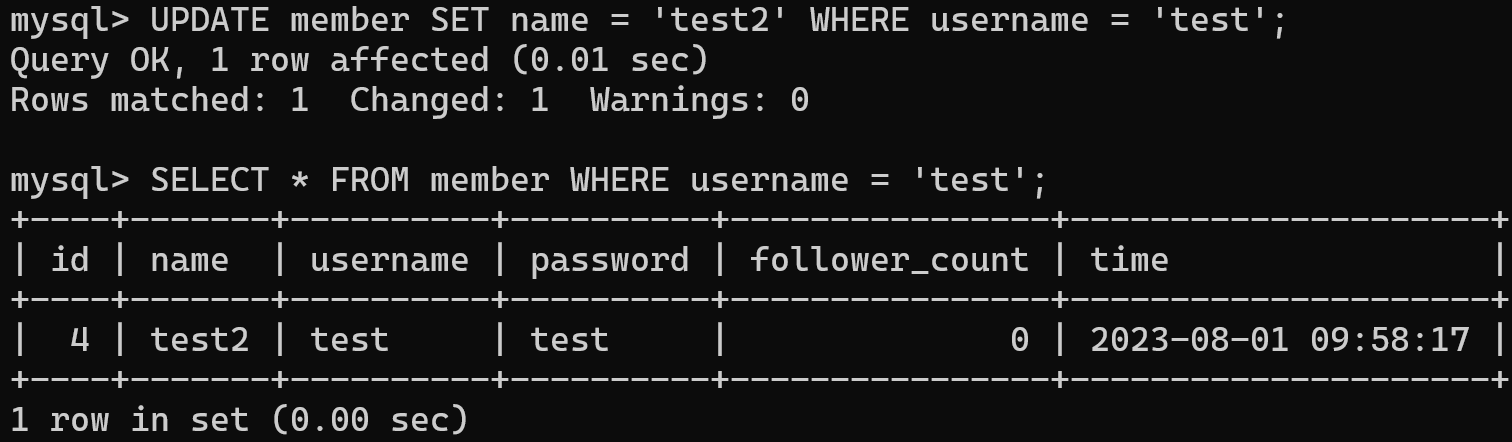 mysql> UPDATE member SET name = 'test2' WHERE username = 'test';
Query OK, 1 row affected (0.01 sec)
Rows matched: 1  Changed: 1  Warnings: 0

mysql> SELECT * FROM member WHERE username = 'test';
+----+-------+----------+----------+----------------+---------------------+
| id | name  | username | password | follower_count | time                |
+----+-------+----------+----------+----------------+---------------------+
|  4 | test2 | test     | test     |              0 | 2023-08-01 09:58:17 |
+----+-------+----------+----------+----------------+---------------------+
1 row in set (0.00 sec)